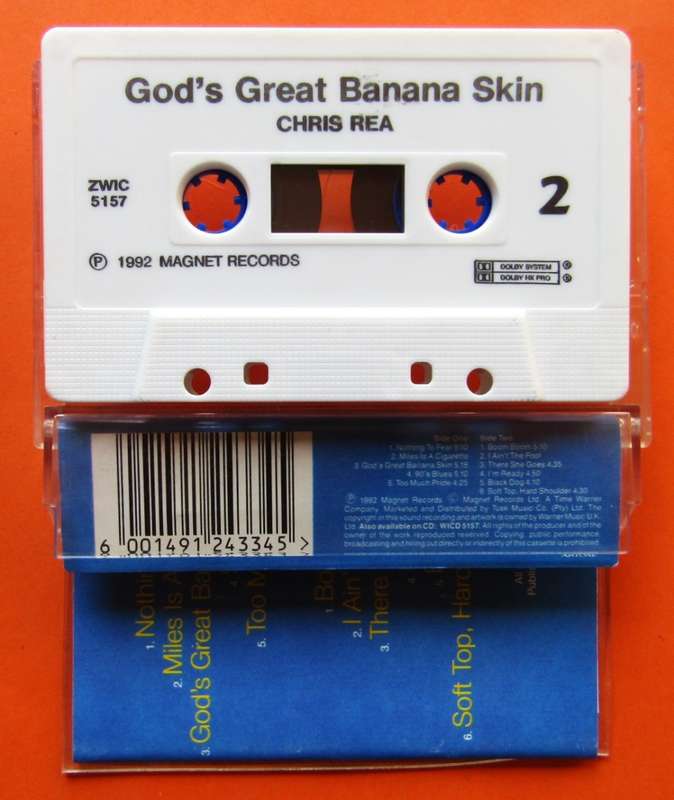 God's Great Banana Skin
CHRIS REA
ZWIC
5157
2
℗ 1992 MAGNET RECORDS
DOLBY SYSTEM
DOLBY HX PRO
Side One
1. Nothing To Fear 9.10
2. Miles Is A Cigarette
3. God's Great Banana Skin 5.15
4. 90's Blues 5.10
5. Too Much Pride 4.25
Side Two
1. Boom Boom 5.10
2. I Ain't The Fool
3. There She Goes 4.35
4. I'm Ready 4.50
5. Black Dog 4.10
6. Soft Top, Hard Shoulder 4.30
℗ 1992 Magnet Records © Magnet Records Ltd. A Time Warner
Company. Marketed and Distributed by Tusk Music Co. (Pty) Ltd. The
copyright in this sound recording and artwork is owned by Warner Music U.K.
Ltd. Also available on CD: WICD 5157. All rights of the producer and of the
owner of the work reproduced reserved. Copying, public performance,
broadcasting and hiring out directly or indirectly of this cassette is prohibited.
6 001491 243345 >
1. Nothin
2. Miles Is A
3. God's Great Ba
4.
5. Too M
1. Bo
2. I Ain'
3. There
6. Soft Top, Hard
All
Publi